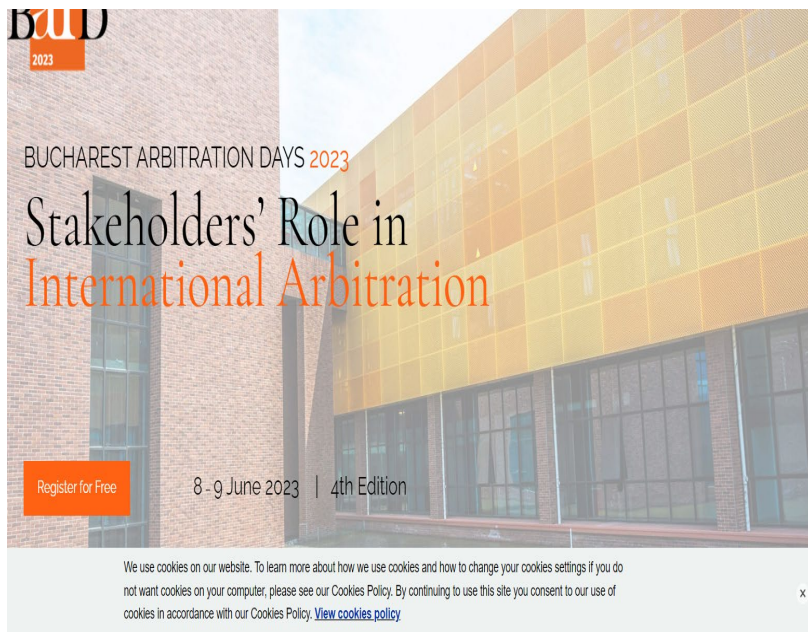 BarD
2023
BUCHAREST ARBITRATION DAYS 2023
Stakeholders’ Role in
International Arbitration
Register for Free
8 - 9 June 2023 | 4th Edition
We use cookies on our website. To learn more about how we use cookies and how to change your cookies settings if you do
not want cookies on your computer, please see our Cookies Policy. By continuing to use this site you consent to our use of
cookies in accordance with our Cookies Policy. View cookies policy
x